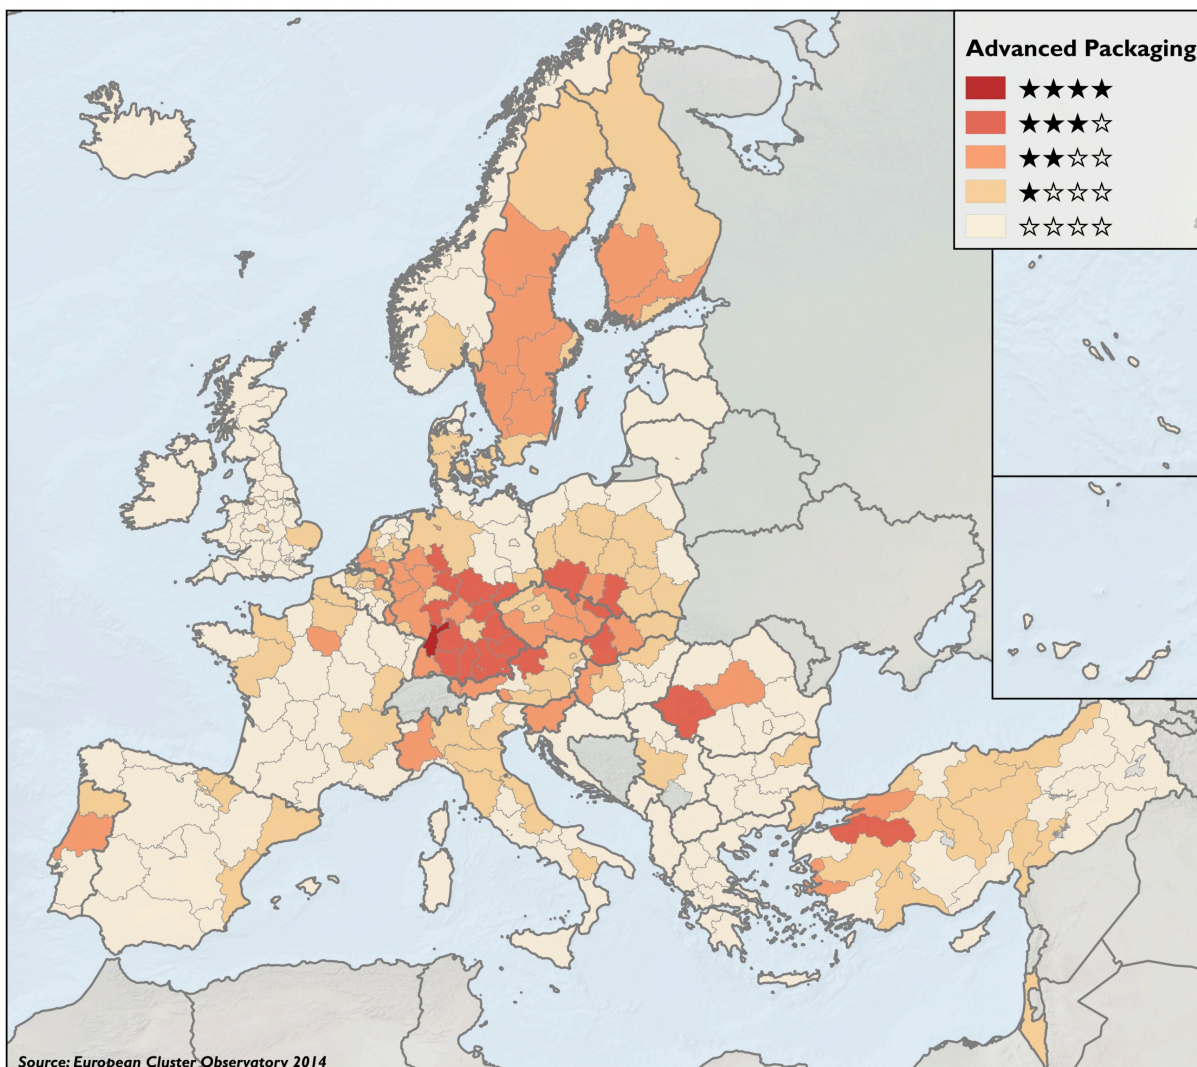 Advanced Packaging
★★★★
★★★☆
★★☆☆
★☆☆☆
☆☆☆☆
Source: European Cluster Observatory 2014